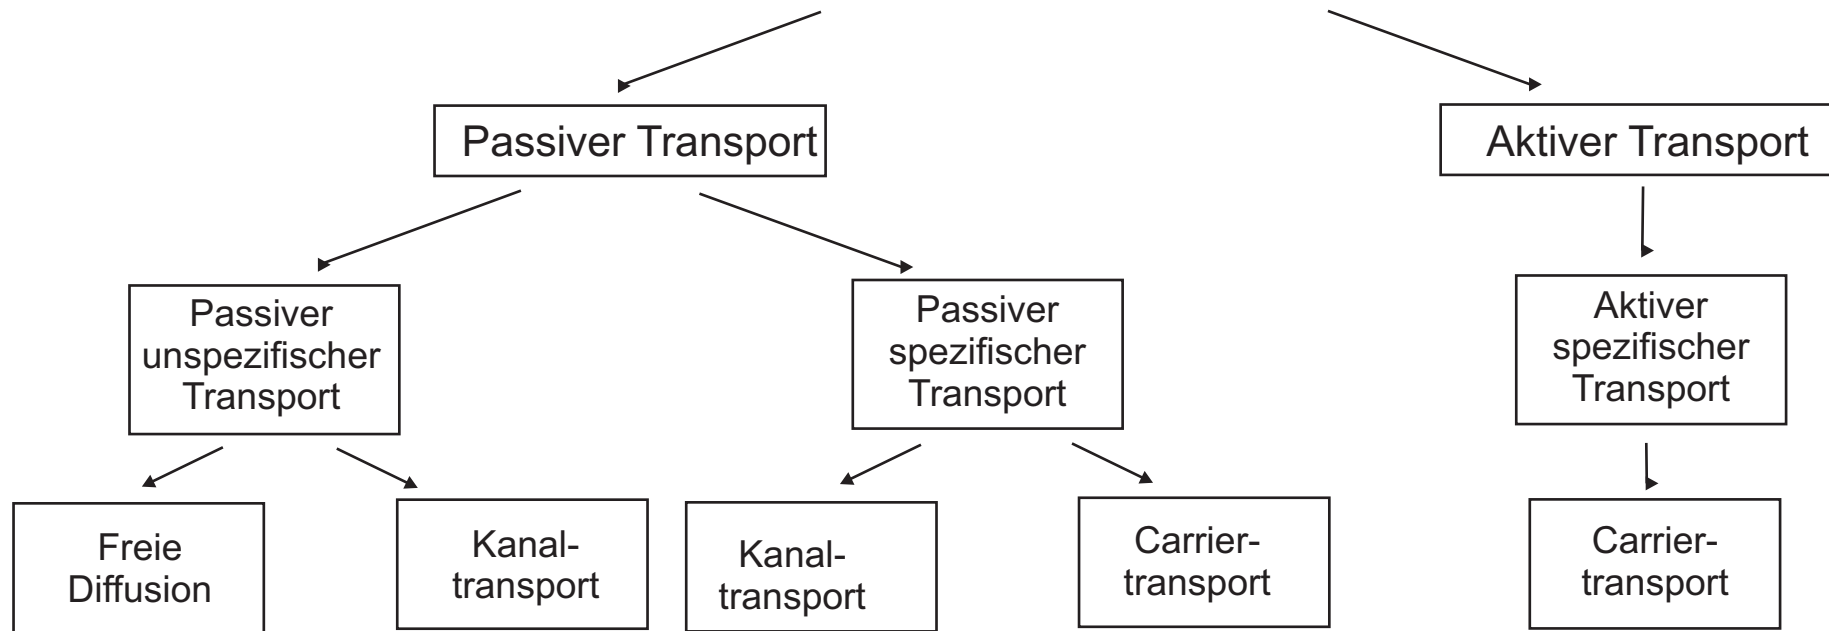 Passiver Transport
Aktiver Transport
Passiver
unspezifischer
Transport
Passiver
spezifischer
Transport
Aktiver
spezifischer
Transport
Freie
Diffusion
Kanal-
transport
Kanal-
transport
Carrier-
transport
Carrier-
transport